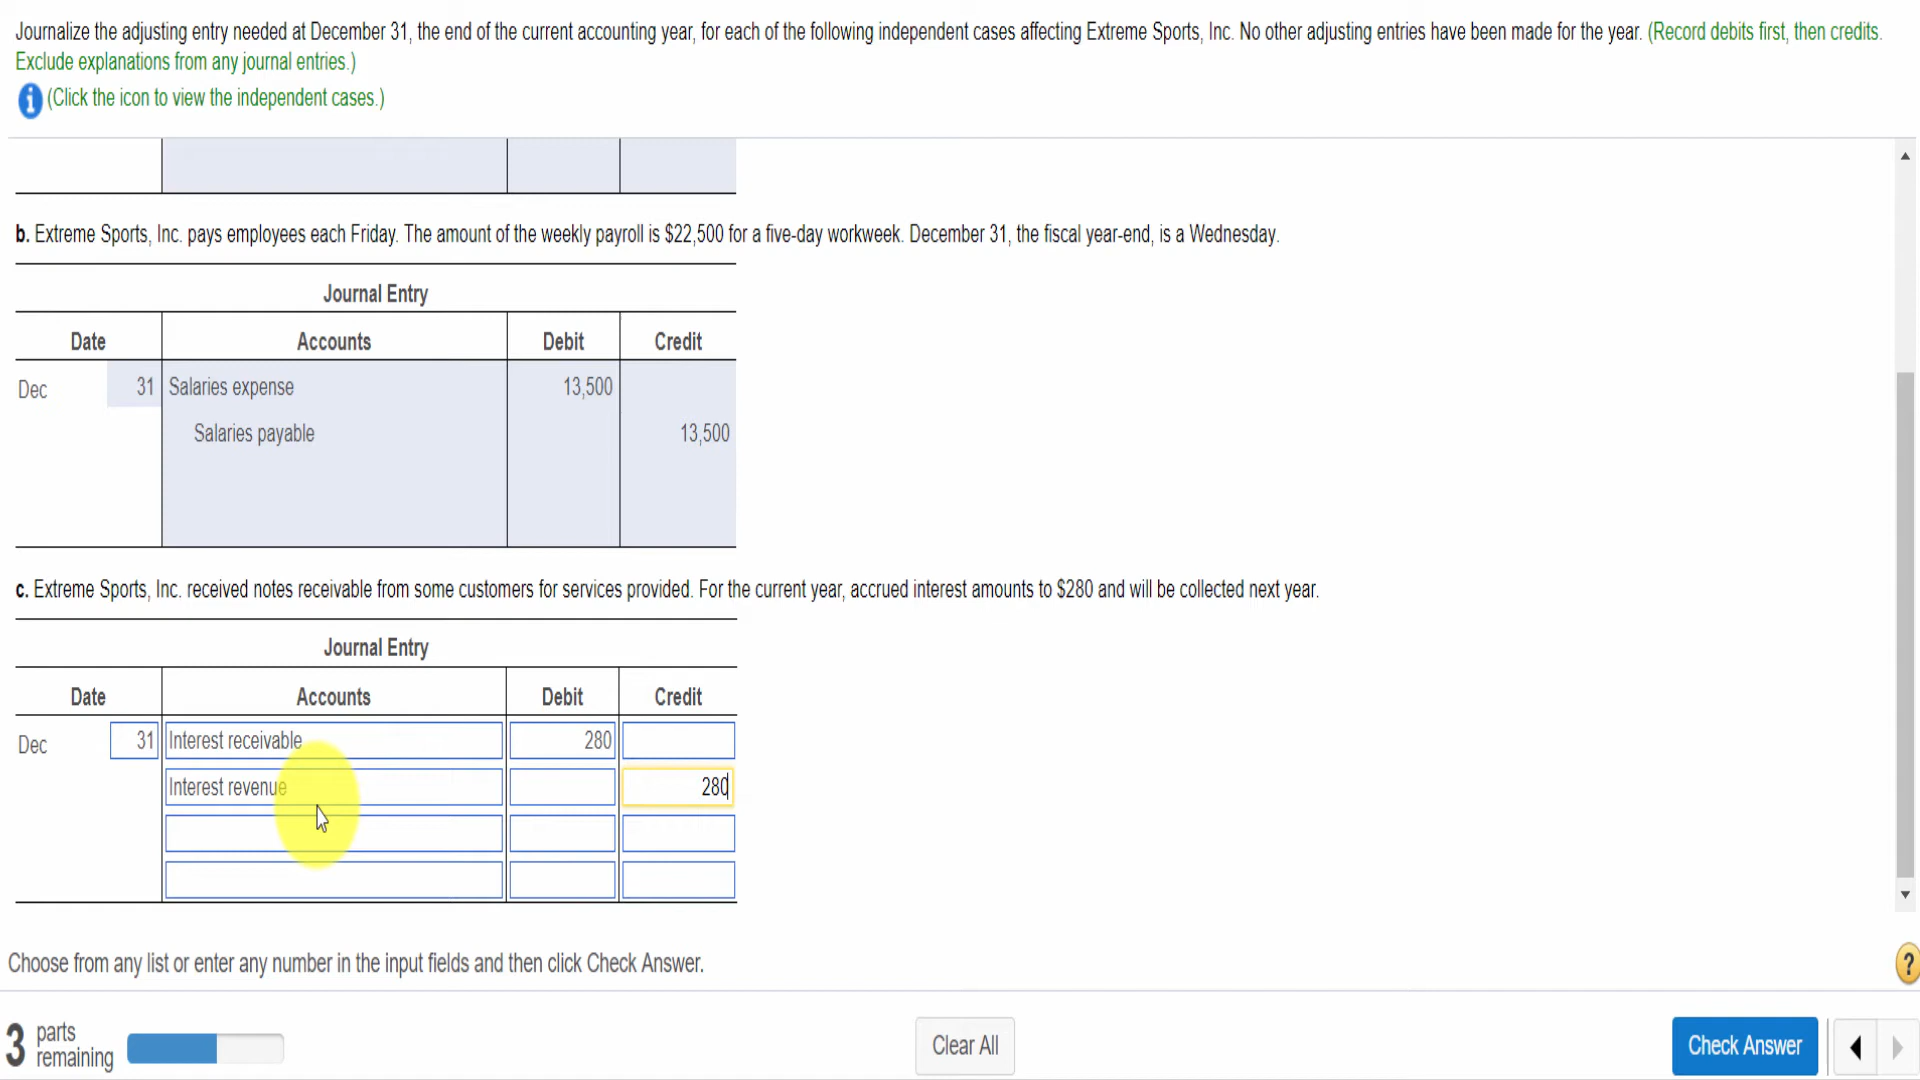 Journalize the adjusting entry needed at December 31, the end of the current accounting year, for each of the following independent cases affecting Extreme Sports, Inc. No other adjusting entries have been made for the year. (Record debits first, then credits.
Exclude explanations from any journal entries.)
(Click the icon to view the independent cases.)
b. Extreme Sports, Inc. pays employees each Friday. The amount of the weekly payroll is $22,500 for a five-day workweek. December 31, the fiscal year-end, is a Wednesday.
Journal Entry
Date Accounts Debit Credit
Dec 31 Salaries expense 13,500
Salaries payable 13,500
c. Extreme Sports, Inc. received notes receivable from some customers for services provided. For the current year, accrued interest amounts to $280 and will be collected next year.
Journal Entry
Date Accounts Debit Credit
Dec 31 Interest receivable 280
Interest revenue 280
Choose from any list or enter any number in the input fields and then click Check Answer.
?
3 parts
remaining
Clear All
Check Answer